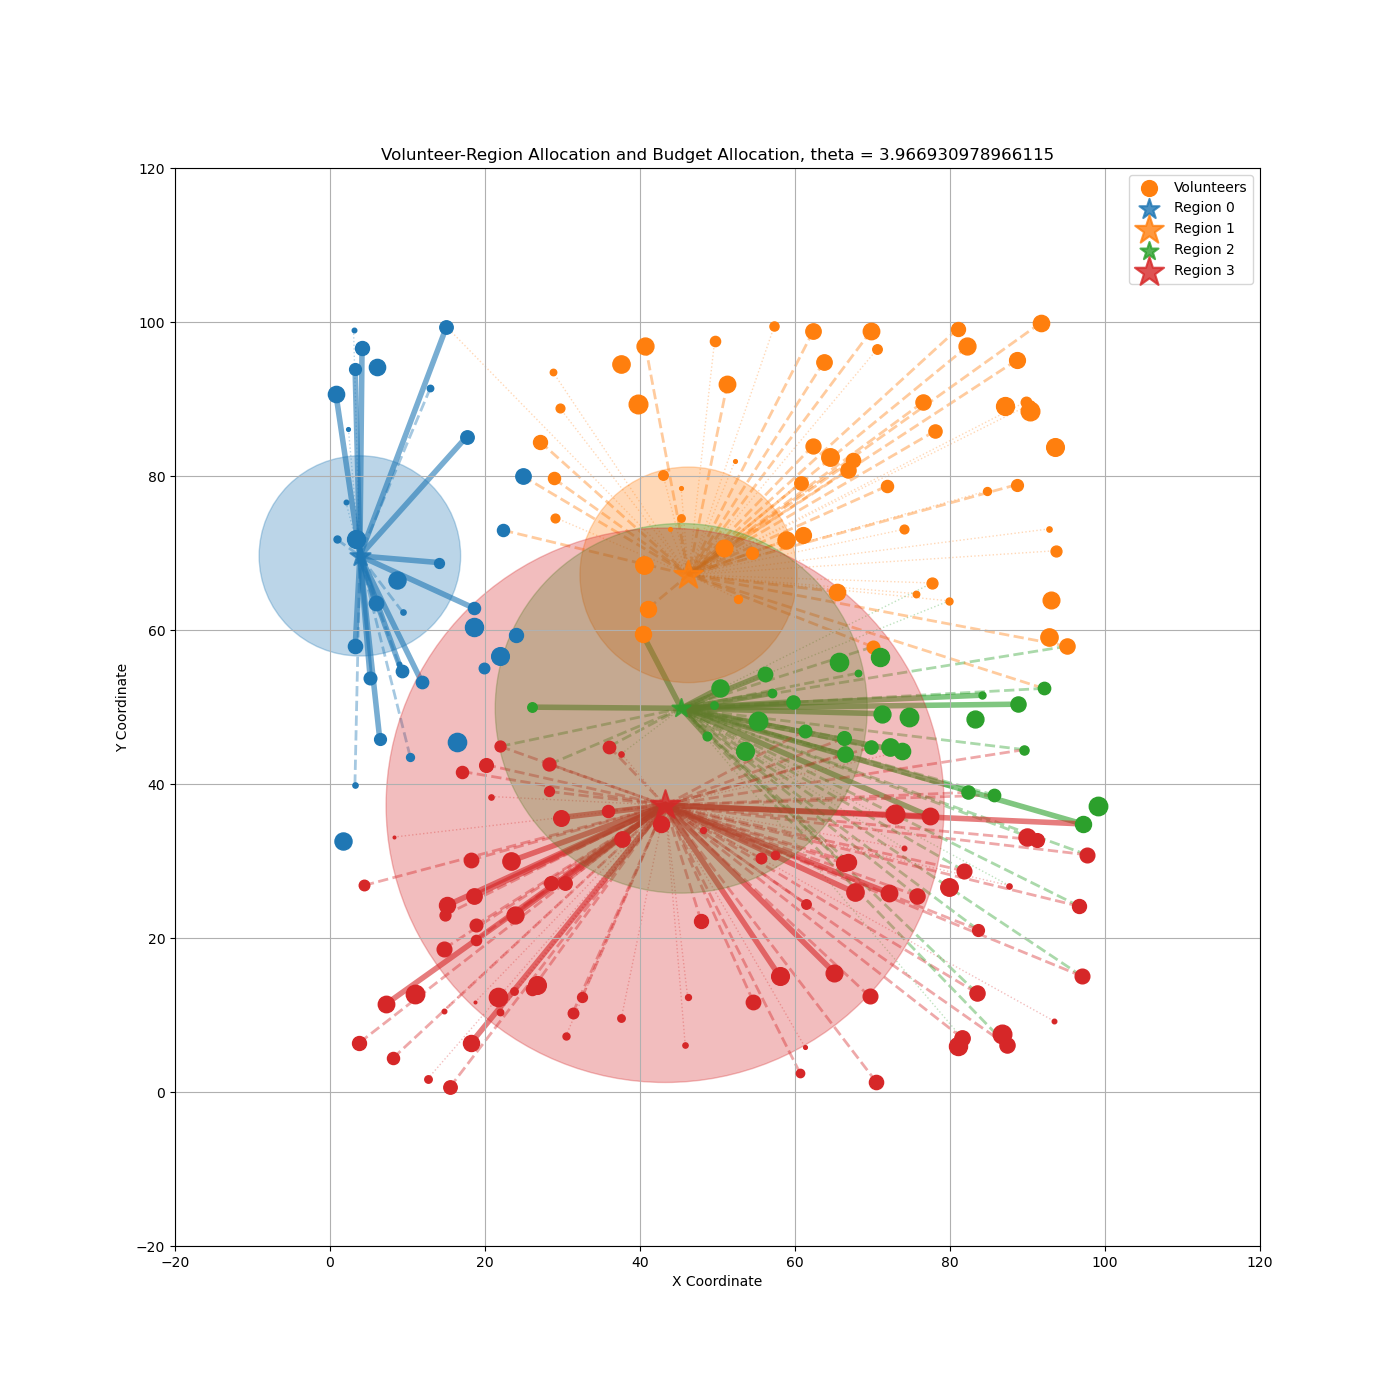 Volunteer-Region Allocation and Budget Allocation, theta = 3.966930978966115
120
100
80
60
40
20
0
−20
Y Coordinate
Volunteers
Region 0
Region 1
Region 2
Region 3
−20 0 20 40 60 80 100 120
X Coordinate